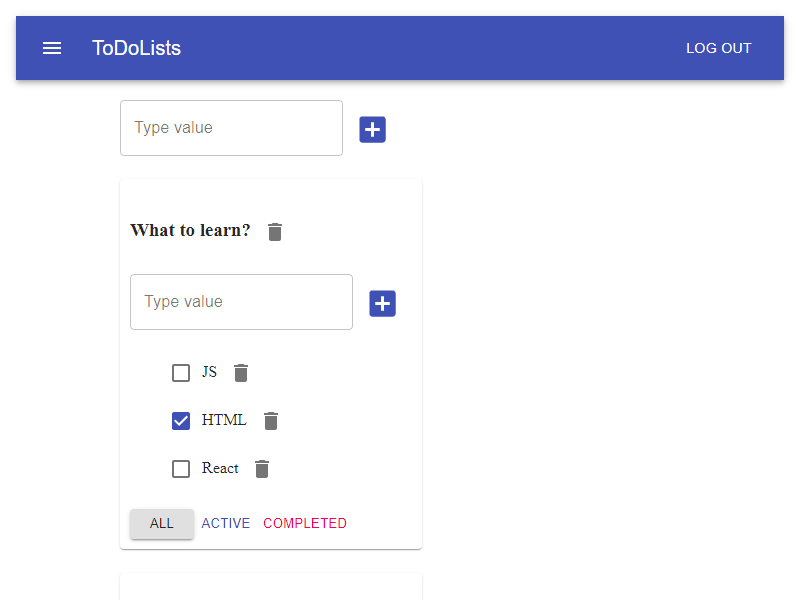 ToDoLists LOG OUT
Type value
What to learn?
Type value
JS
HTML
React
ALL ACTIVE COMPLETED